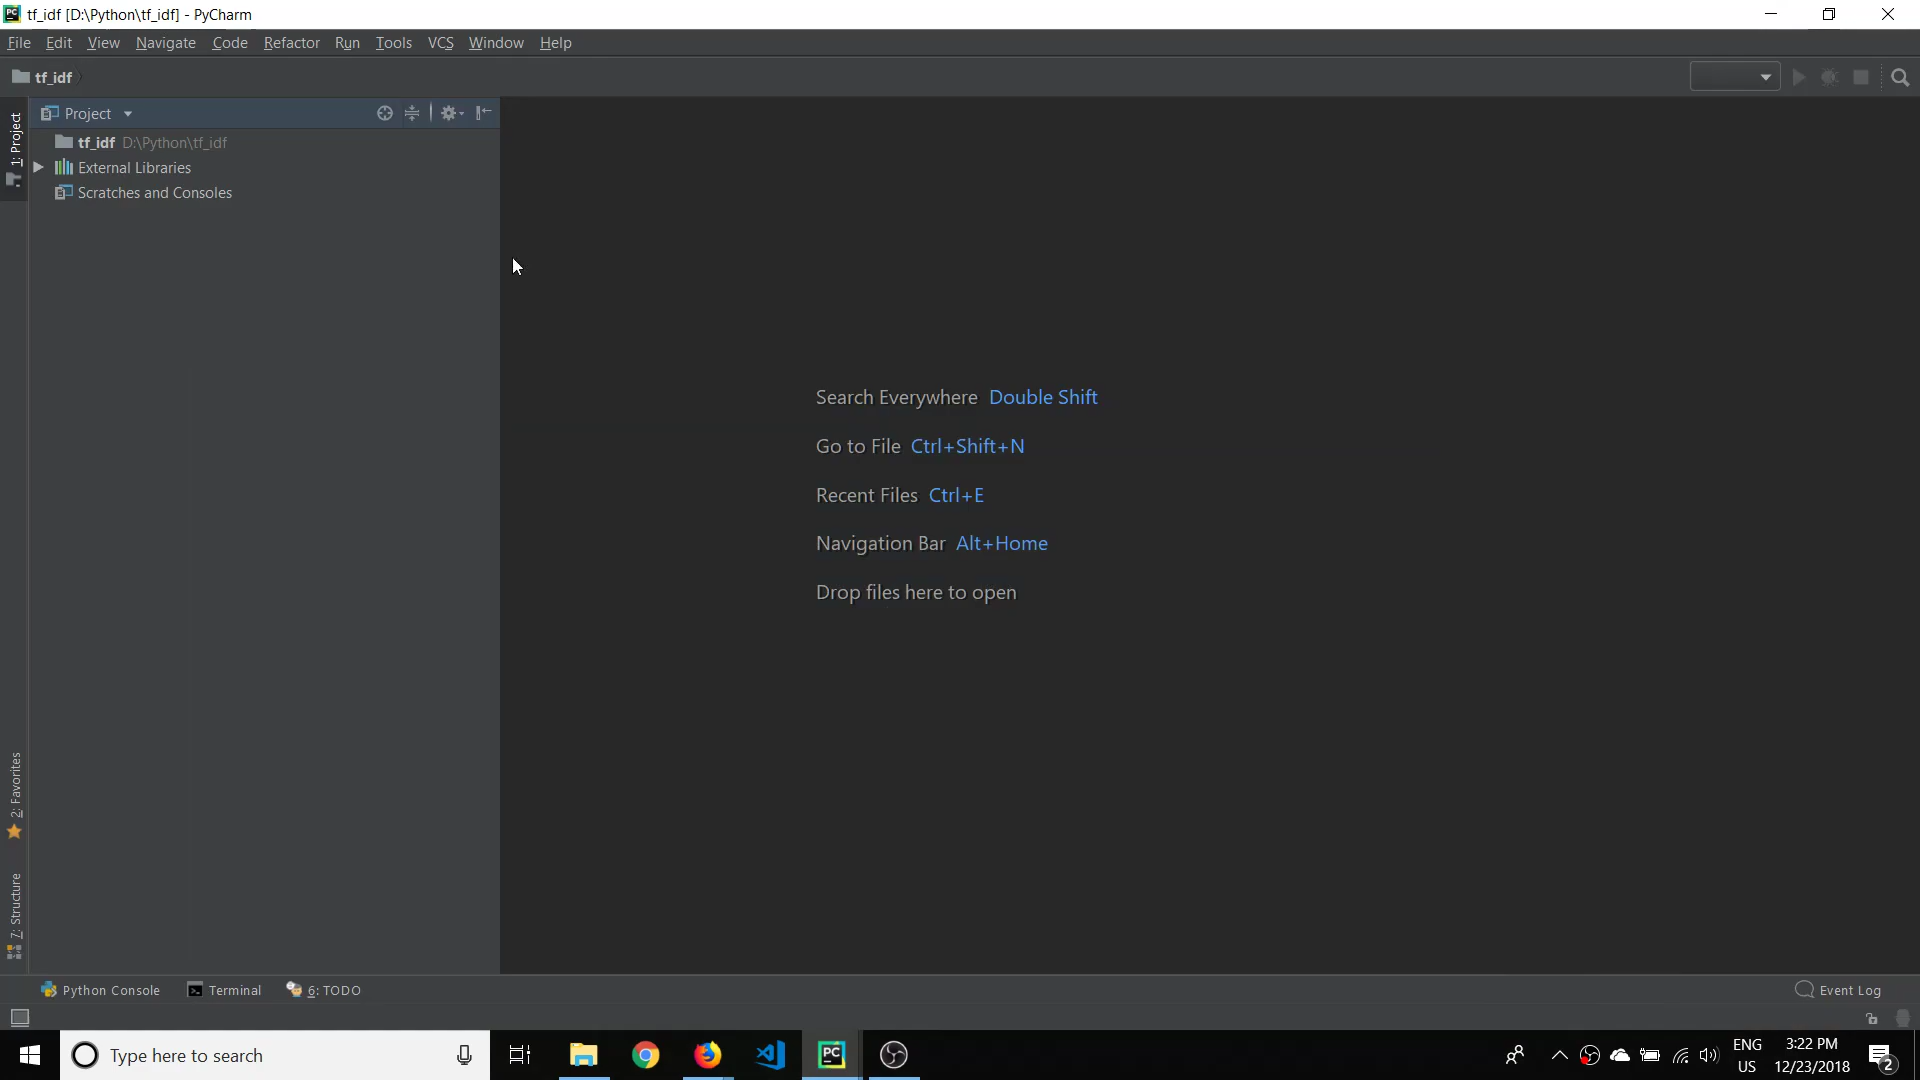 tf_idf [D:\Python\tf_idf] - PyCharm
File Edit View Navigate Code Refactor Run Tools VCS Window Help
tf_idf
Project
1: Project
tf_idf D:\Python\tf_idf
External Libraries
Scratches and Consoles
Search Everywhere Double Shift
Go to File Ctrl+Shift+N
Recent Files Ctrl+E
Navigation Bar Alt+Home
Drop files here to open
2: Favorites
7: Structure
Python Console Terminal 6: TODO Event Log
Type here to search
ENG
US
3:22 PM
12/23/2018
2